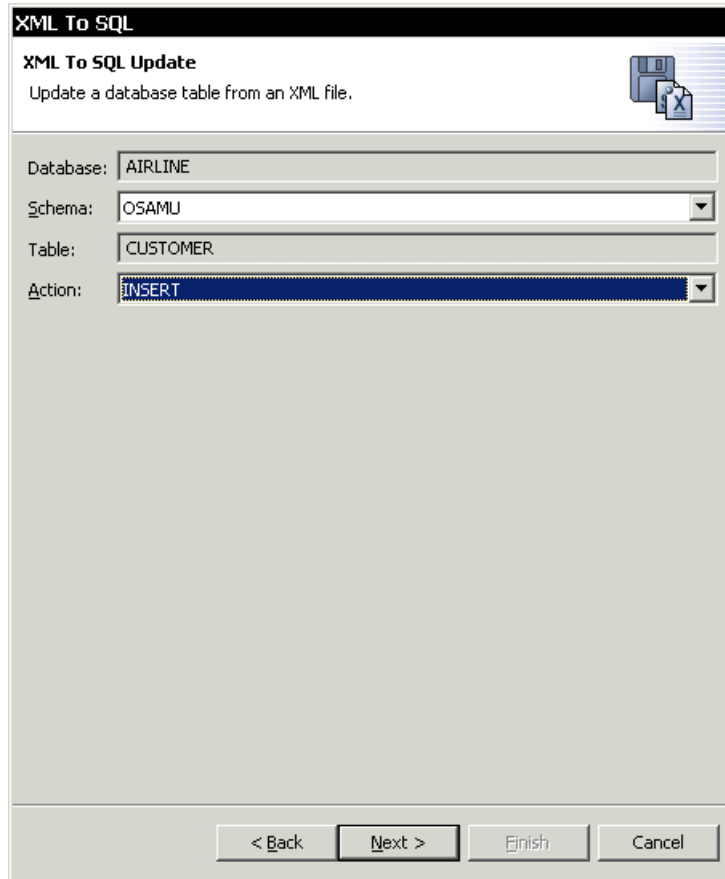 XML To SQL
XML To SQL Update
Update a database table from an XML file.
Database: AIRLINE
Schema: OSAMU
Table: CUSTOMER
Action: INSERT
< Back Next > Finish Cancel